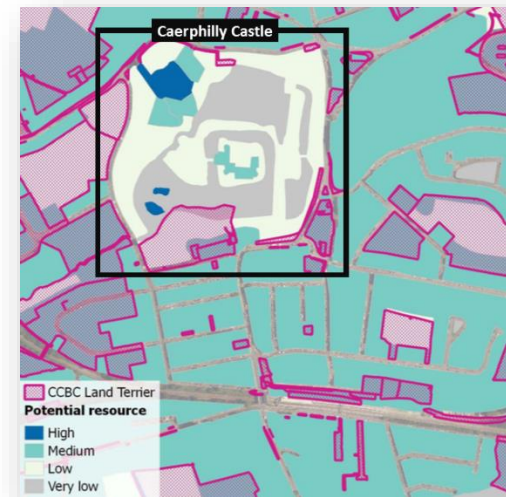 Caerphilly Castle
CCBC Land Terrier
Potential resource
High
Medium
Low
Very low